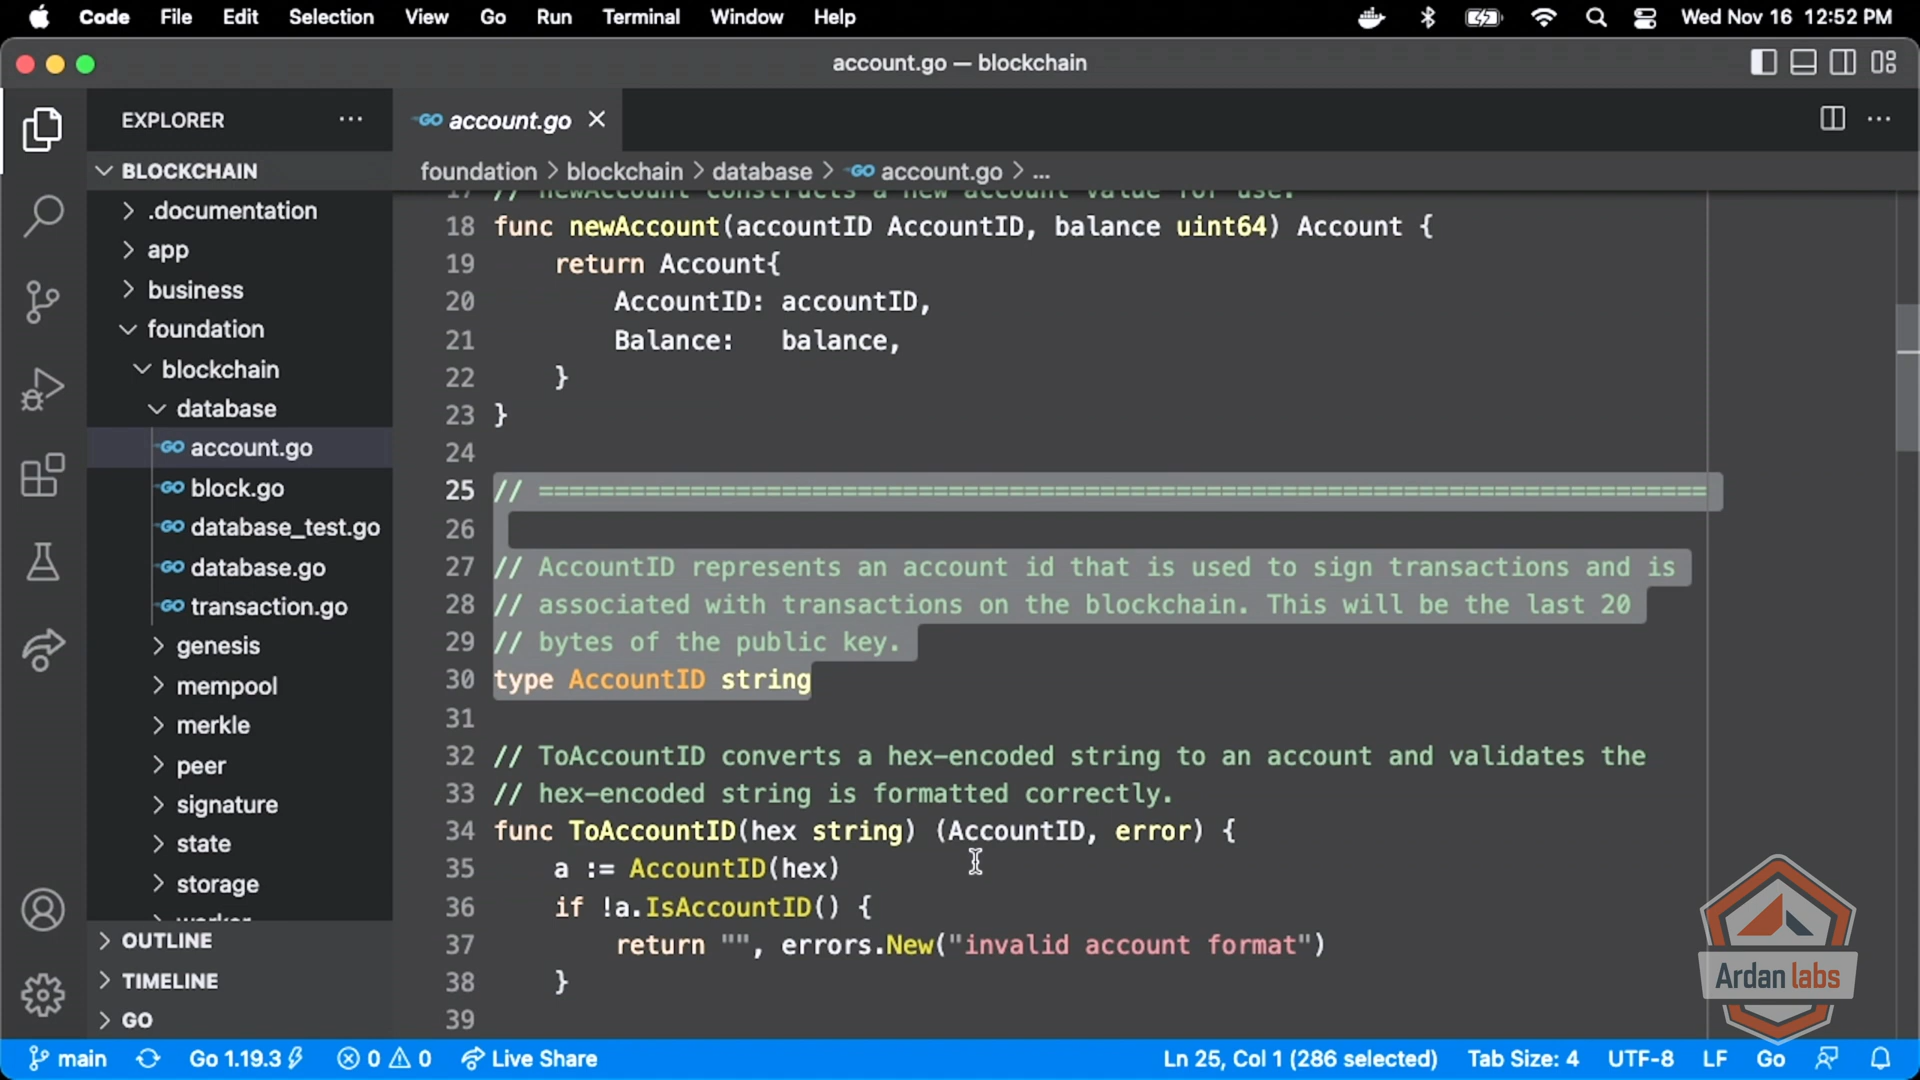 Code File Edit Selection View Go Run Terminal Window Help Wed Nov 16 12:52 PM
account.go — blockchain
EXPLORER
account.go
BLOCKCHAIN
foundation > blockchain > database > account.go > ...
.documentation
app
business
foundation
blockchain
database
account.go
block.go
database_test.go
database.go
transaction.go
genesis
mempool
merkle
peer
signature
state
storage
worker
OUTLINE
TIMELINE
GO
17 // newAccount constructs a new account value for use.
18 func newAccount(accountID AccountID, balance uint64) Account {
19 return Account{
20 AccountID: accountID,
21 Balance: balance,
22 }
23 }
24
25 // =============================================================================
26
27 // AccountID represents an account id that is used to sign transactions and is
28 // associated with transactions on the blockchain. This will be the last 20
29 // bytes of the public key.
30 type AccountID string
31
32 // ToAccountID converts a hex-encoded string to an account and validates the
33 // hex-encoded string is formatted correctly.
34 func ToAccountID(hex string) (AccountID, error) {
35 a := AccountID(hex)
36 if !a.IsAccountID() {
37 return "", errors.New("invalid account format")
38 }
39
Ardan labs
main Go 1.19.3 0 0 Live Share Ln 25, Col 1 (286 selected) Tab Size: 4 UTF-8 LF Go